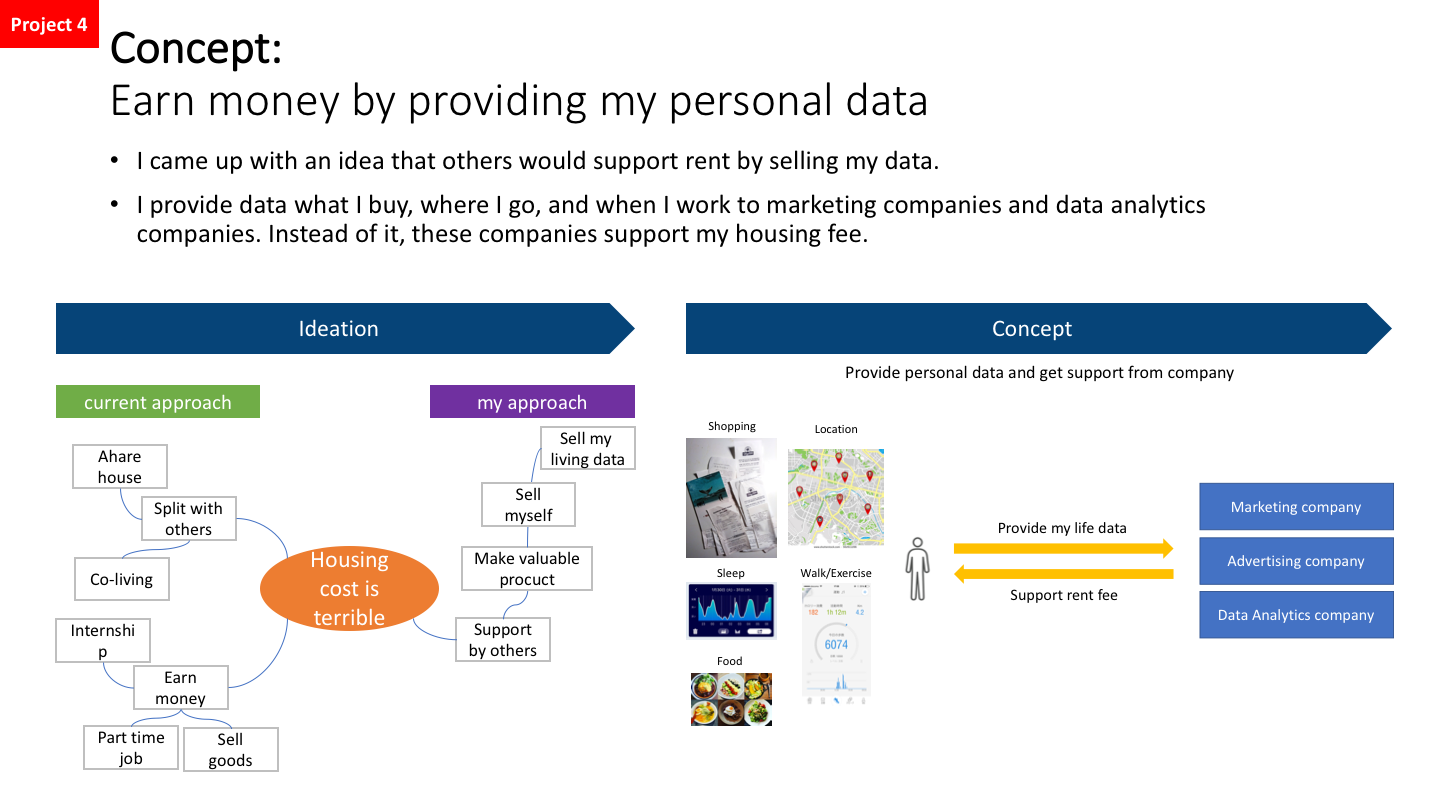 Project 4
Concept:
Earn money by providing my personal data
• I came up with an idea that others would support rent by selling my data.
• I provide data what I buy, where I go, and when I work to marketing companies and data analytics
companies. Instead of it, these companies support my housing fee.
Ideation
current approach
my approach
Ahare
house
Split with
others
Co-living
Internshi
p
Earn
money
Part time
job
Sell
goods
Housing
cost is
terrible
Sell my
living data
Sell
myself
Make valuable
procuct
Support
by others
Concept
Provide personal data and get support from company
Shopping
Location
Sleep
Walk/Exercise
1h 12m
4.2
6074
Food
Provide my life data
Support rent fee
Marketing company
Advertising company
Data Analytics company